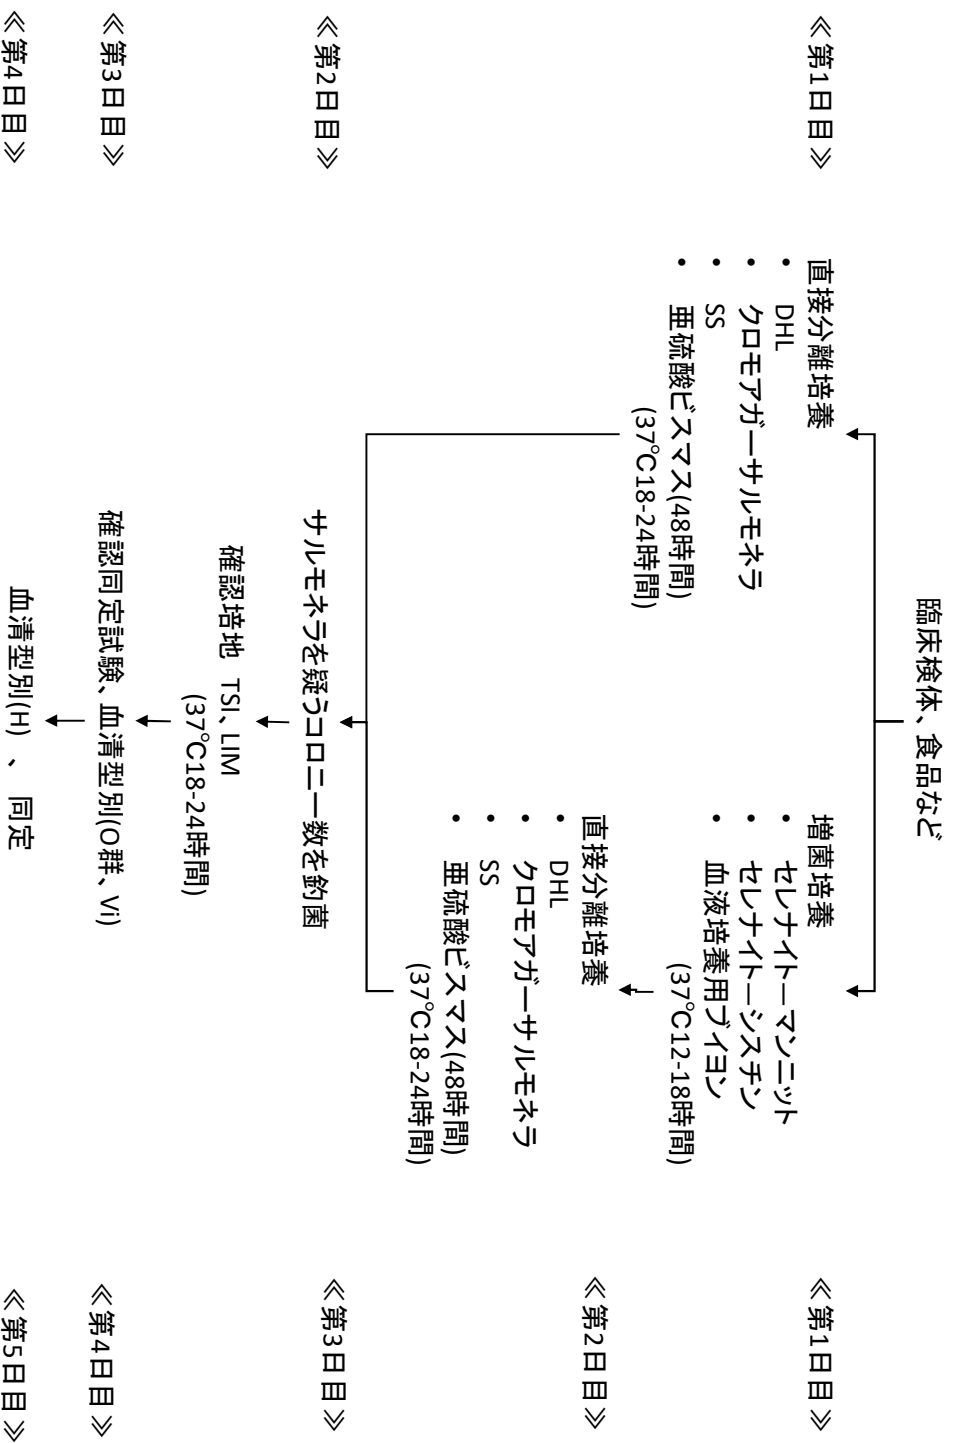 臨床検体、食品など
≪第1日目≫
直接分離培養
• DHL
• クロモアガーサルモネラ
• SS
• 亜硫酸ビスマス(48時間)
(37℃18-24時間)
増菌培養
• セレナイト―マンニット
• セレナイト―シスチン
• 血液培養用ブイヨン
(37℃12-18時間)
≪第1日目≫
直接分離培養
• DHL
• クロモアガーサルモネラ
• SS
• 亜硫酸ビスマス(48時間)
(37℃18-24時間)
≪第2日目≫
≪第2日目≫
サルモネラを疑うコロニー数を釣菌
≪第3日目≫
確認培地 TSI、LIM
(37℃18-24時間)
≪第3日目≫
確認同定試験、血清型別(O群、Vi)
≪第4日目≫
≪第4日目≫
血清型別(H) 、 同定
≪第5日目≫